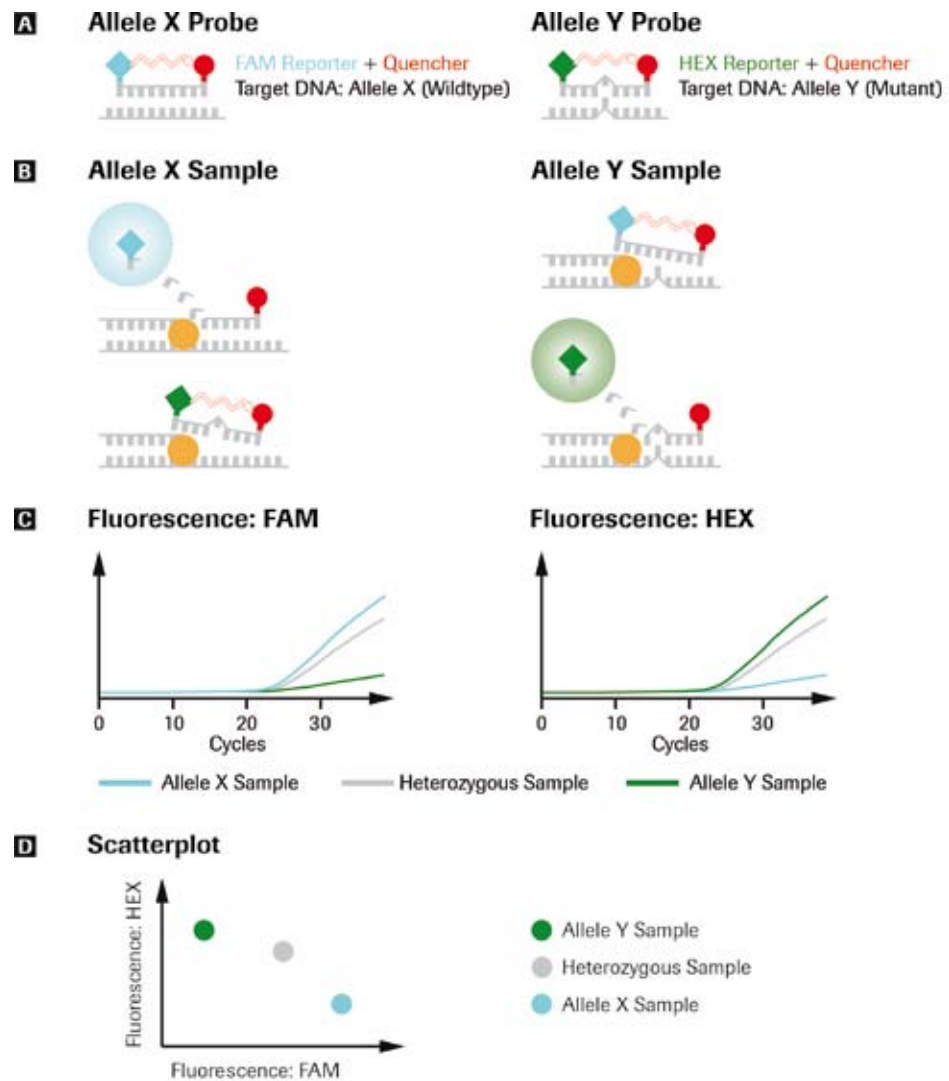 A Allele X Probe Allele Y Probe
FAM Reporter + Quencher HEX Reporter + Quencher
Target DNA: Allele X (Wildtype) Target DNA: Allele Y (Mutant)
B Allele X Sample Allele Y Sample
C Fluorescence: FAM Fluorescence: HEX
0 10 20 30 0 10 20 30
Cycles Cycles
Allele X Sample Heterozygous Sample Allele Y Sample
D Scatterplot
Fluorescence: HEX
Allele Y Sample
Heterozygous Sample
Allele X Sample
Fluorescence: FAM